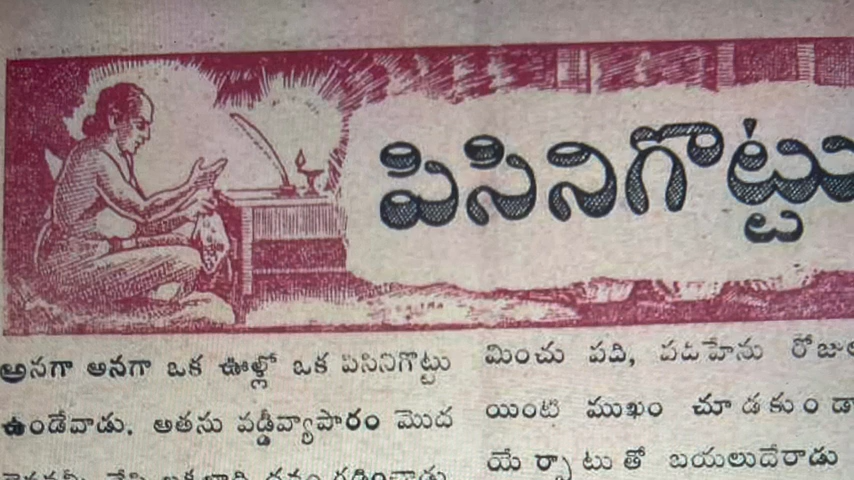 పిసినిగొట్టు
అనగా అనగా ఒక ఊళ్లో ఒక పిసినిగొట్టు
ఉండేవాడు. అతను వడ్డీవ్యాపారం మొద
మించు పది, పదిహేను
యింటి ముఖం చూడకుండా
యేర్పాటుతో బయలుదేరాడు